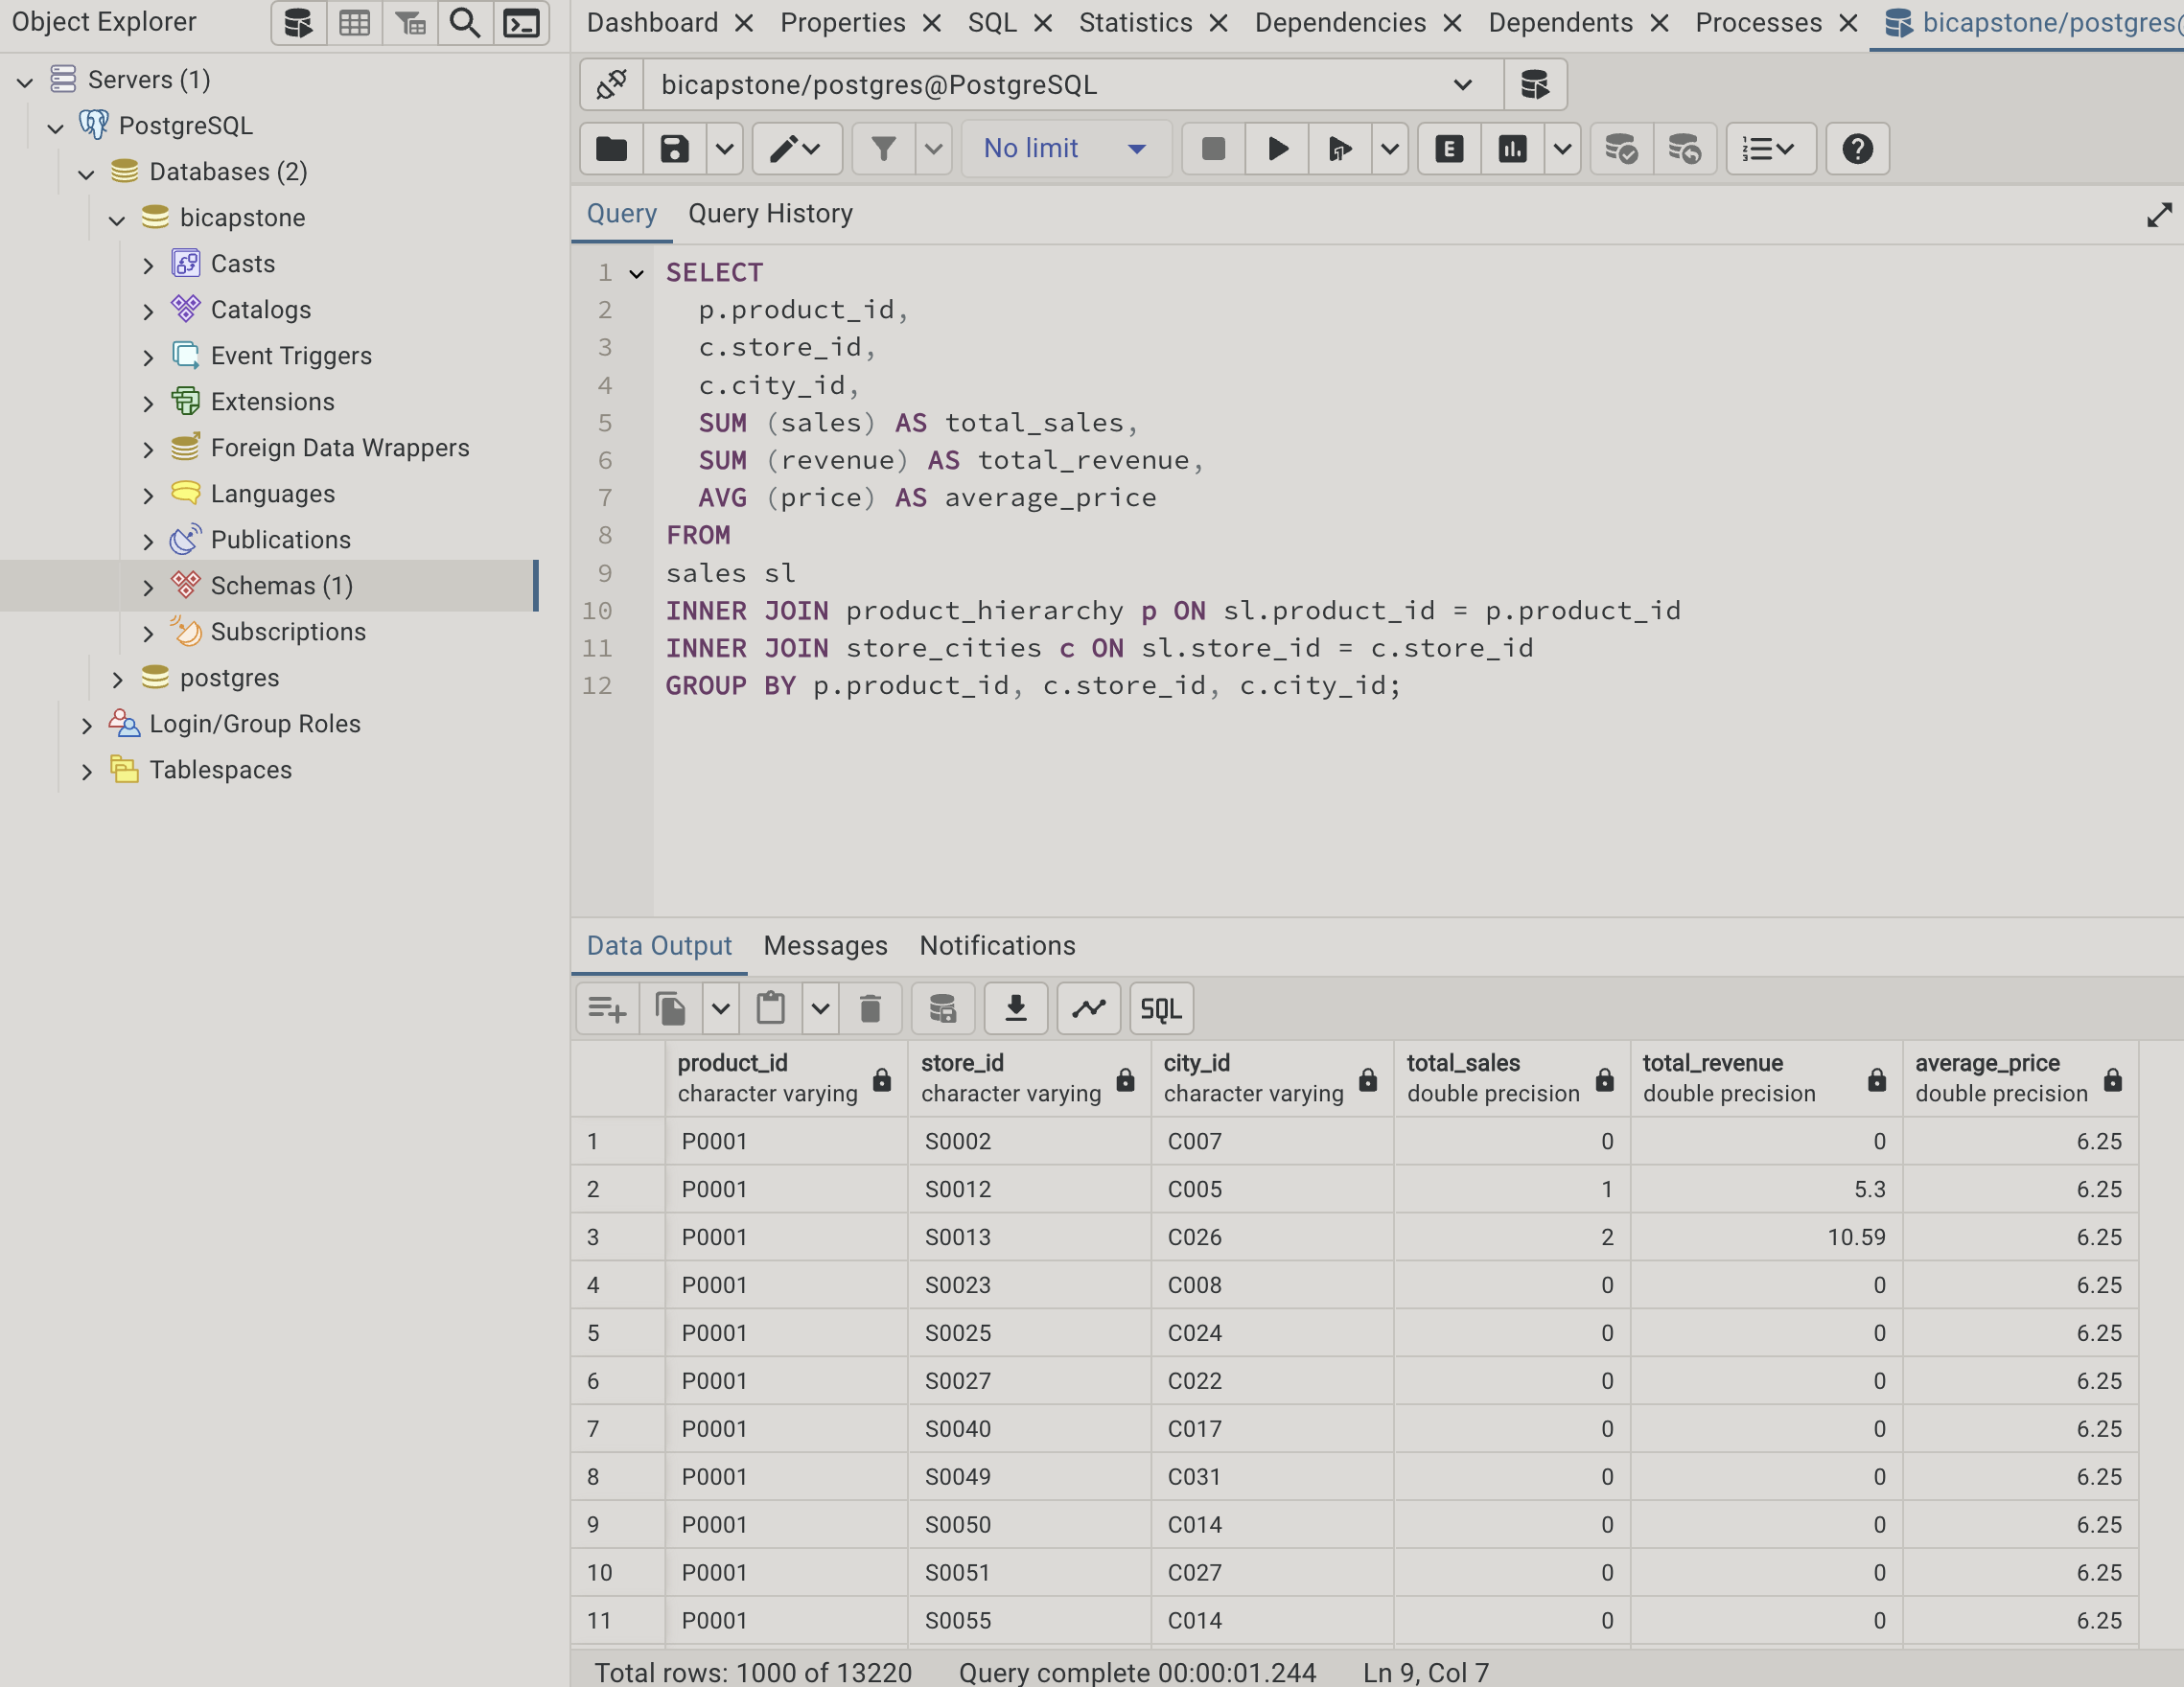 Object Explorer
Servers (1)
PostgreSQL
Databases (2)
bicapstone
Casts
Catalogs
Event Triggers
Extensions
Foreign Data Wrappers
Languages
Publications
Schemas (1)
Subscriptions
postgres
Login/Group Roles
Tablespaces
Dashboard Properties SQL Statistics Dependencies Dependents Processes bicapstone/postgres@
bicapstone/postgres@PostgreSQL
No limit
E
Query Query History
1 SELECT
2 p.product_id,
3 c.store_id,
4 c.city_id,
5 SUM (sales) AS total_sales,
6 SUM (revenue) AS total_revenue,
7 AVG (price) AS average_price
8 FROM
9 sales sl
10 INNER JOIN product_hierarchy p ON sl.product_id = p.product_id
11 INNER JOIN store_cities c ON sl.store_id = c.store_id
12 GROUP BY p.product_id, c.store_id, c.city_id;
Data Output Messages Notifications
SQL
product_id store_id city_id total_sales total_revenue average_price
character varying character varying character varying double precision double precision double precision
1 P0001 S0002 C007 0 0 6.25
2 P0001 S0012 C005 1 5.3 6.25
3 P0001 S0013 C026 2 10.59 6.25
4 P0001 S0023 C008 0 0 6.25
5 P0001 S0025 C024 0 0 6.25
6 P0001 S0027 C022 0 0 6.25
7 P0001 S0040 C017 0 0 6.25
8 P0001 S0049 C031 0 0 6.25
9 P0001 S0050 C014 0 0 6.25
10 P0001 S0051 C027 0 0 6.25
11 P0001 S0055 C014 0 0 6.25
Total rows: 1000 of 13220 Query complete 00:00:01.244 Ln 9, Col 7